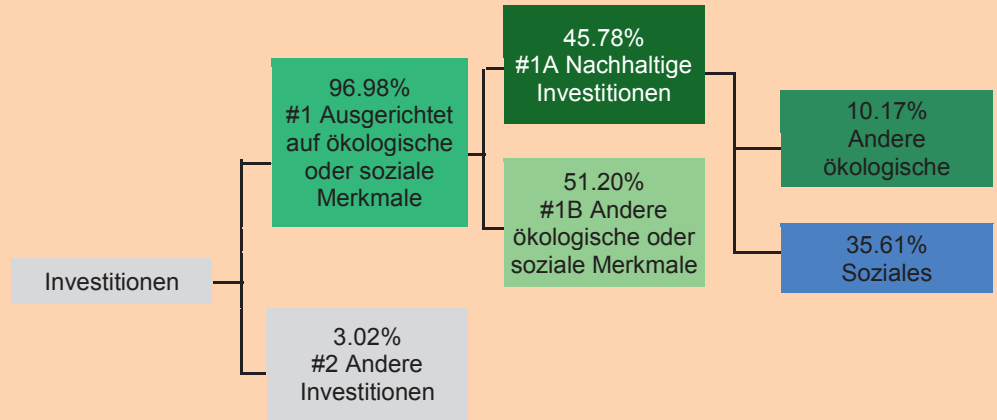 Investitionen
96.98%
#1 Ausgerichtet
auf ökologische
oder soziale
Merkmale
3.02%
#2 Andere
Investitionen
45.78%
#1A Nachhaltige
Investitionen
51.20%
#1B Andere
ökologische oder
soziale Merkmale
10.17%
Andere
ökologische
35.61%
Soziales